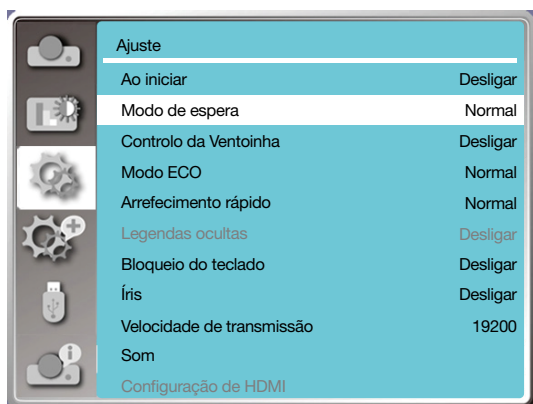 Ajuste
Ao iniciar Desligar
Modo de espera Normal
Controlo da Ventoinha Desligar
Modo ECO Normal
Arrefecimento rápido Normal
Legendas ocultas Desligar
Bloqueio do teclado Desligar
Íris Desligar
Velocidade de transmissão 19200
Som
Configuração de HDMI